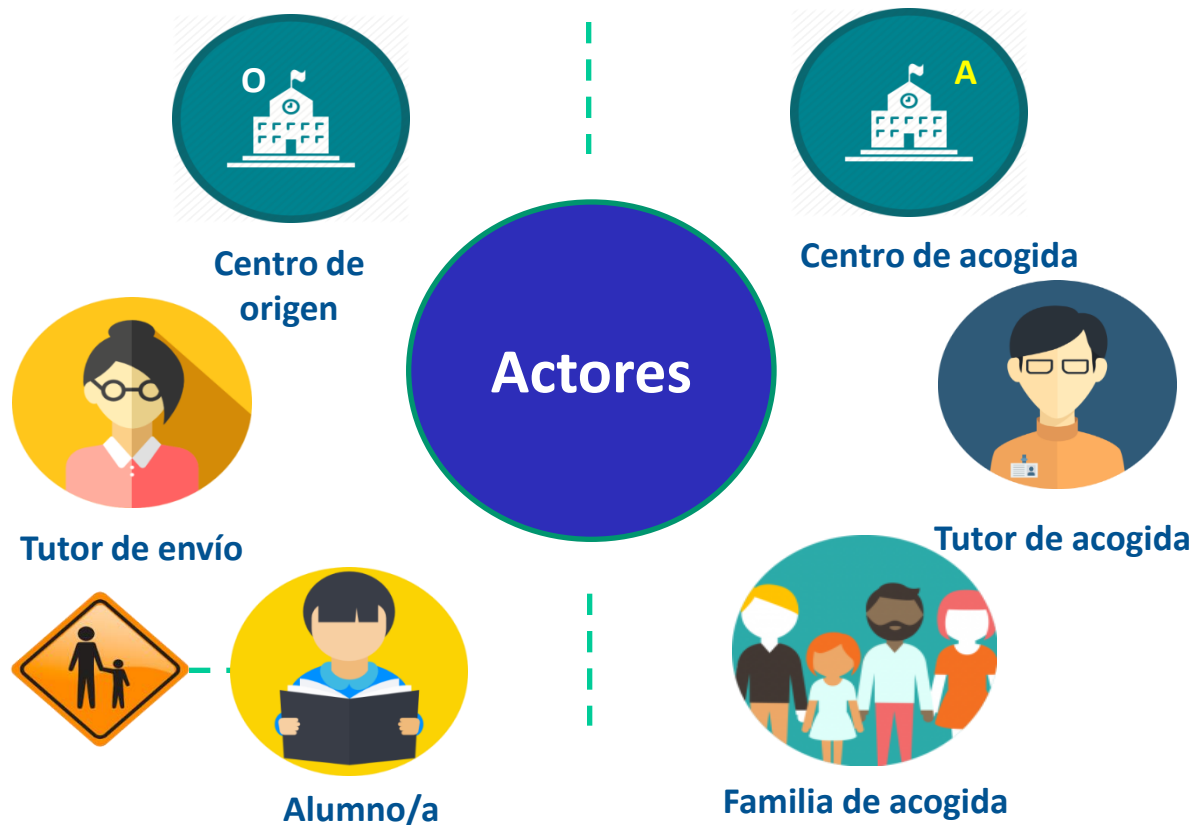 O
A
Centro de
origen
Centro de acogida
Actores
Tutor de envío
Tutor de acogida
Alumno/a
Familia de acogida